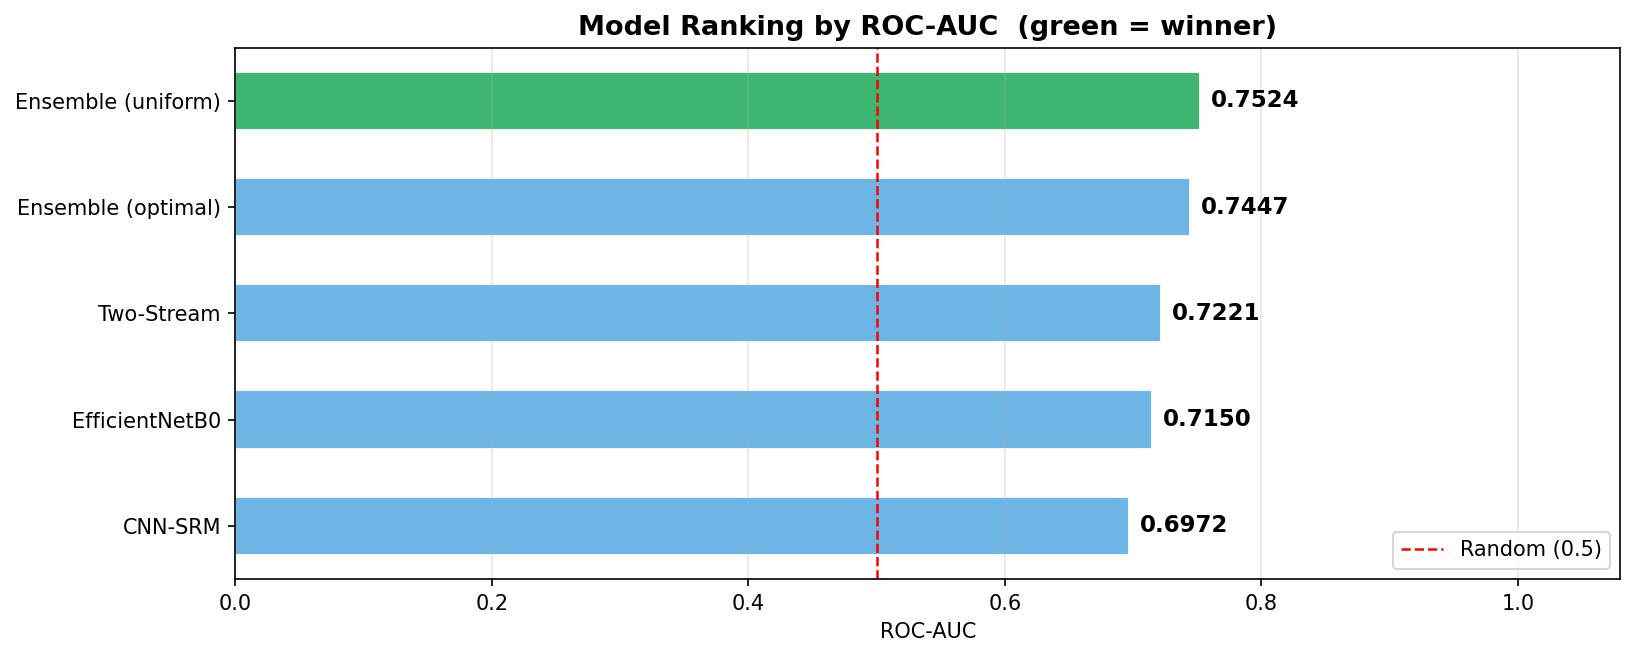 Model Ranking by ROC-AUC  (green = winner)
Ensemble (uniform)
0.7524
Ensemble (optimal)
0.7447
Two-Stream
0.7221
EfficientNetB0
0.7150
CNN-SRM
0.6972
Random (0.5)
0.0 0.2 0.4 0.6 0.8 1.0
ROC-AUC